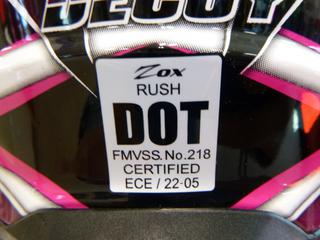 DECOY
Zox
RUSH
DOT
FMVSS. No.218
CERTIFIED
ECE / 22-05